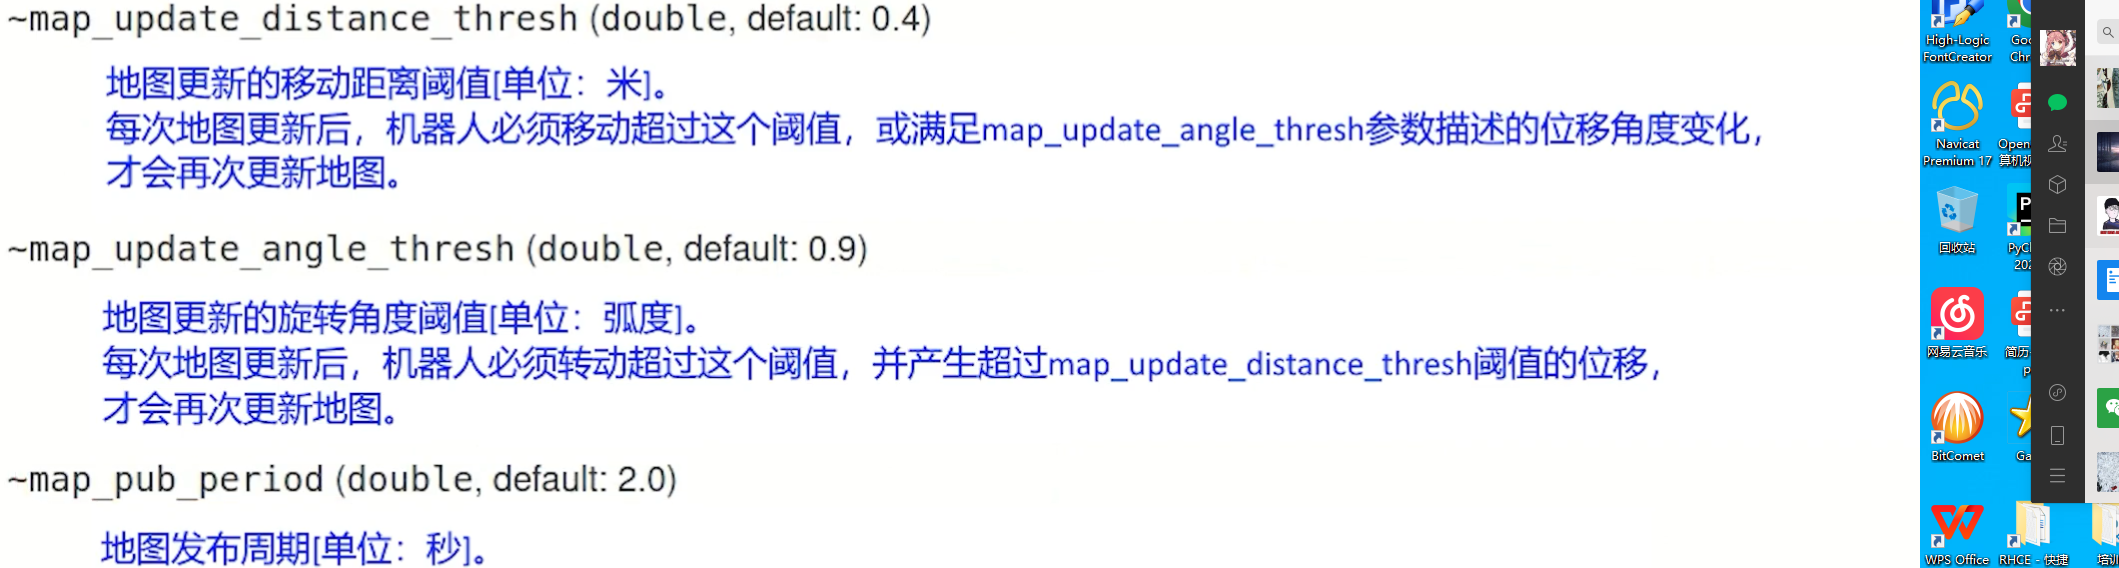 ~map_update_distance_thresh (double, default: 0.4)
地图更新的移动距离阈值[单位：米]。
每次地图更新后，机器人必须移动超过这个阈值，或满足map_update_angle_thresh参数描述的位移角度变化，
才会再次更新地图。
~map_update_angle_thresh (double, default: 0.9)
地图更新的旋转角度阈值[单位：弧度]。
每次地图更新后，机器人必须转动超过这个阈值，并产生超过map_update_distance_thresh阈值的位移，
才会再次更新地图。
~map_pub_period (double, default: 2.0)
地图发布周期[单位：秒]。
High-Logic
FontCreator
Goo
Chr
Navicat
Premium 17
Open
算机视
回收站
PyCh
202
网易云音乐
简历
p
BitComet
Ga
WPS Office
RHCE - 快捷
培训